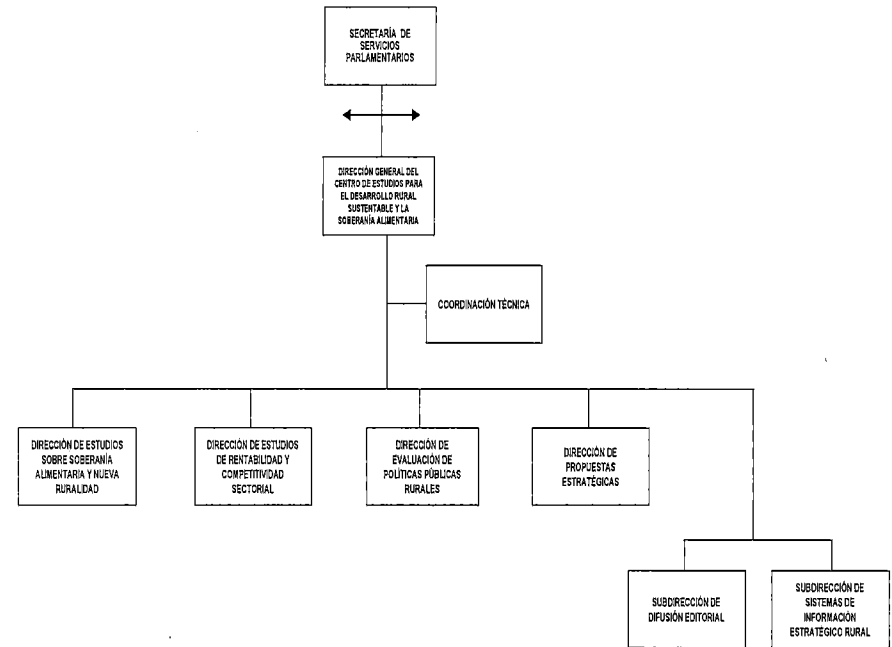 SECRETARÍA DE
SERVICIOS
PARLAMENTARIOS
DIRECCIÓN GENERAL DEL
CENTRO DE ESTUDIOS PARA
EL DESARROLLO RURAL
SUSTENTABLE Y LA
SOBERANÍA ALIMENTARIA
COORDINACIÓN TÉCNICA
DIRECCIÓN DE ESTUDIOS
SOBRE SOBERANÍA
ALIMENTARIA Y NUEVA
RURALIDAD
DIRECCIÓN DE ESTUDIOS
DE RENTABILIDAD Y
COMPETITIVIDAD
SECTORIAL
DIRECCIÓN DE
EVALUACIÓN DE
POLÍTICAS PÚBLICAS
RURALES
DIRECCIÓN DE
PROPUESTAS
ESTRATÉGICAS
SUBDIRECCIÓN DE
DIFUSIÓN EDITORIAL
SUBDIRECCIÓN DE
SISTEMAS DE
INFORMACIÓN
ESTRATÉGICO RURAL